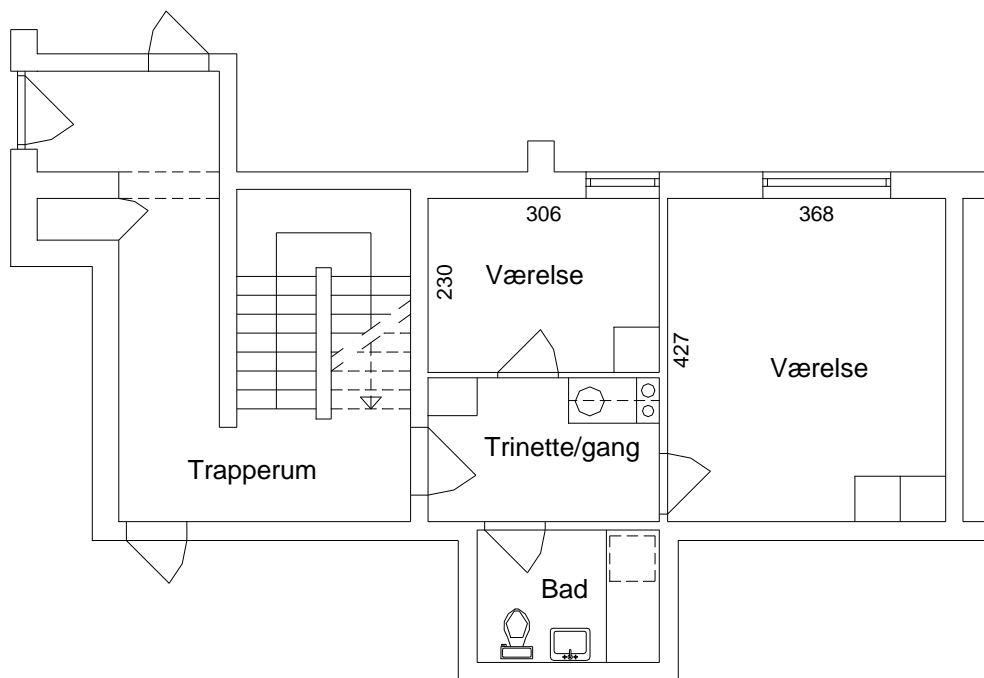 306
368
Værelse
230
427
Værelse
Trinette/gang
Trapperum
Bad